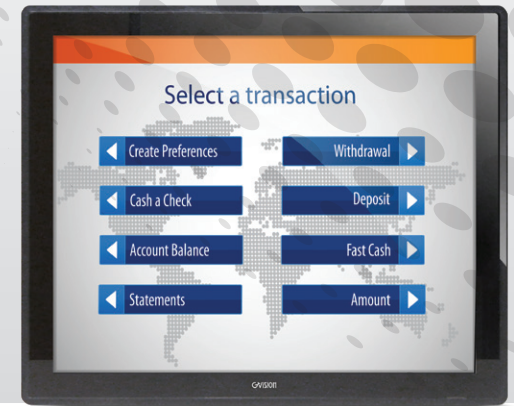 Select a transaction
Create Preferences
Withdrawal
Cash a Check
Deposit
Account Balance
Fast Cash
Statements
Amount
GVISION